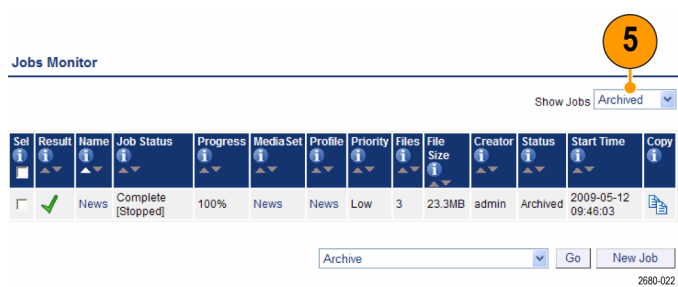 5
Jobs Monitor
Show Jobs Archived
Sel Result Name Job Status Progress MediaSet Profile Priority Files File Size Creator Status Start Time Copy
News Complete [Stopped] 100% News News Low 3 23.3MB admin Archived 2009-05-12 09:46:03
Archive Go New Job
2680-022